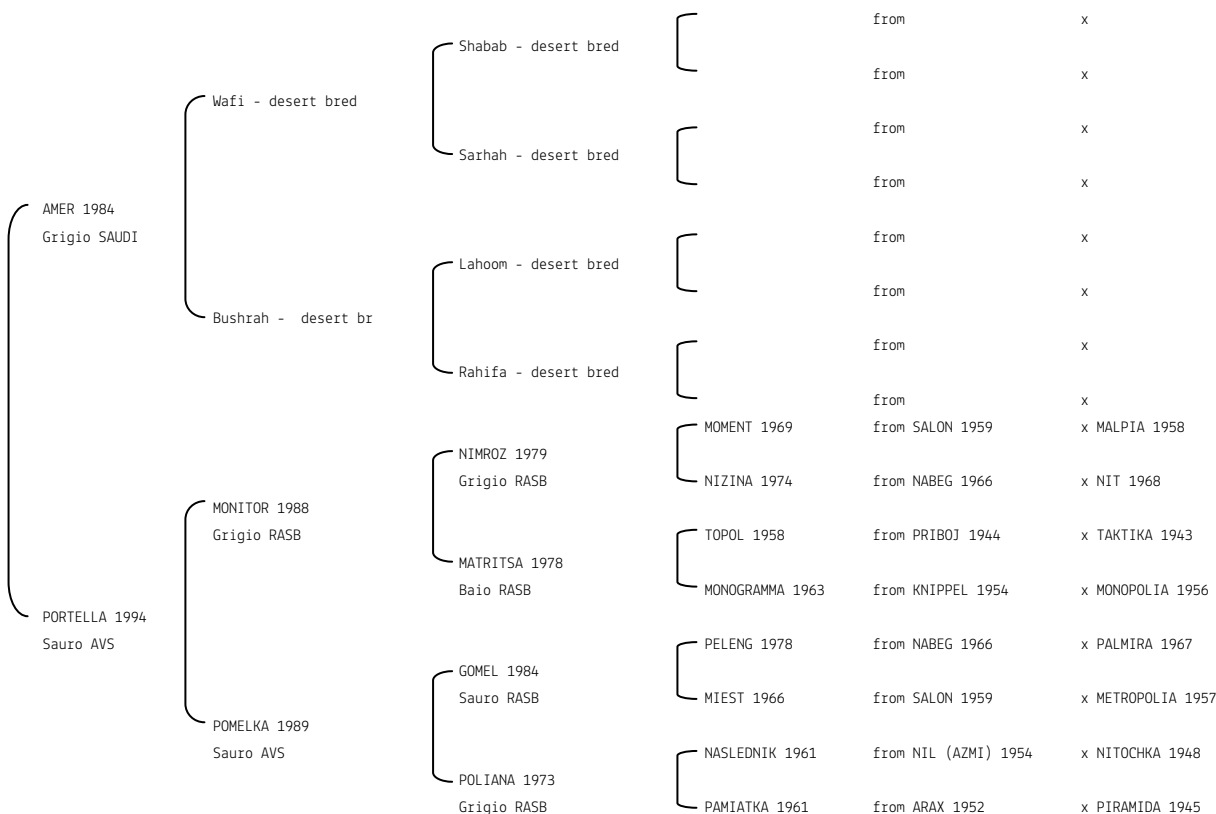 from x
Shabab - desert bred
from x
Wafi - desert bred
from x
Sarhah - desert bred
from x
AMER 1984
Grigio SAUDI from x
Lahoom - desert bred
from x
Bushrah -  desert br
from x
Rahifa - desert bred
from x
MOMENT 1969 from SALON 1959 x MALPIA 1958
NIMROZ 1979
Grigio RASB NIZINA 1974 from NABEG 1966 x NIT 1968
MONITOR 1988
Grigio RASB TOPOL 1958 from PRIBOJ 1944 x TAKTIKA 1943
MATRITSA 1978
Baio RASB MONOGRAMMA 1963 from KNIPPEL 1954 x MONOPOLIA 1956
PORTELLA 1994
Sauro AVS PELENG 1978 from NABEG 1966 x PALMIRA 1967
GOMEL 1984
Sauro RASB MIEST 1966 from SALON 1959 x METROPOLIA 1957
POMELKA 1989
Sauro AVS NASLEDNIK 1961 from NIL (AZMI) 1954 x NITOCHKA 1948
POLIANA 1973
Grigio RASB PAMIATKA 1961 from ARAX 1952 x PIRAMIDA 1945